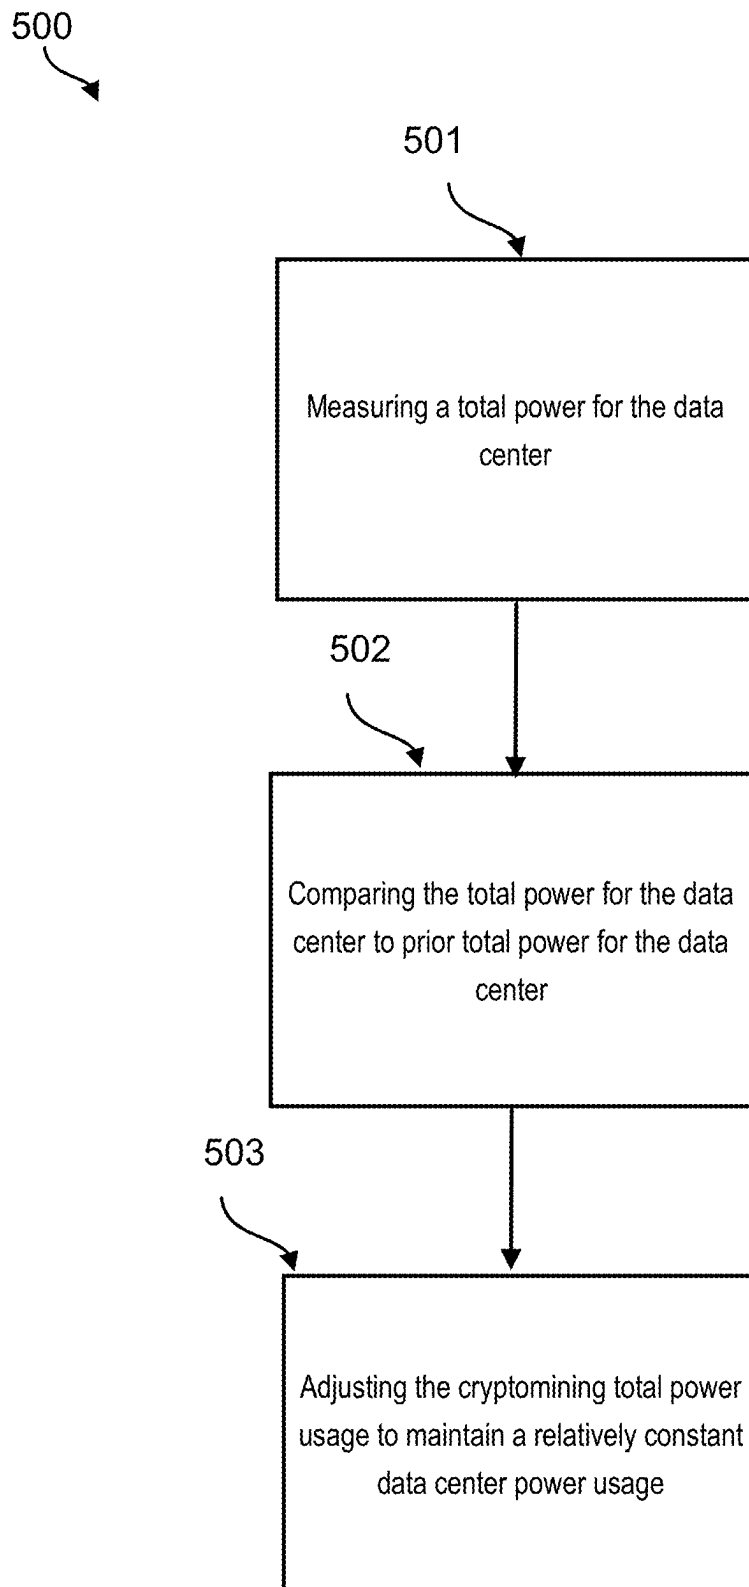 500
501
Measuring a total power for the data
center
502
Comparing the total power for the data
center to prior total power for the data
center
503
Adjusting the cryptomining total power
usage to maintain a relatively constant
data center power usage